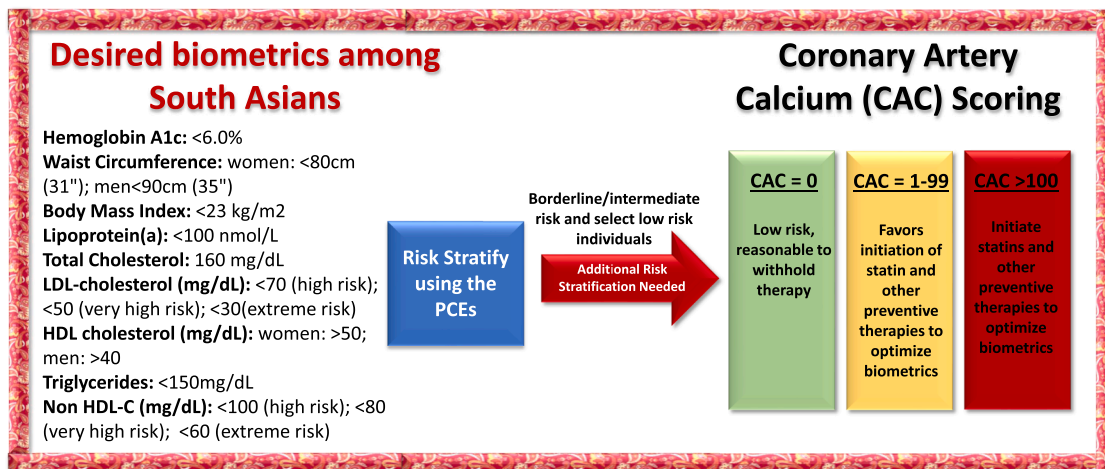 Desired biometrics among
South Asians
Hemoglobin A1c: <6.0%
Waist Circumference: women: <80cm
(31"); men<90cm (35")
Body Mass Index: <23 kg/m2
Lipoprotein(a): <100 nmol/L
Total Cholesterol: 160 mg/dL
LDL-cholesterol (mg/dL): <70 (high risk);
<50 (very high risk); <30(extreme risk)
HDL cholesterol (mg/dL): women: >50;
men: >40
Triglycerides: <150mg/dL
Non HDL-C (mg/dL): <100 (high risk); <80
(very high risk);  <60 (extreme risk)
Risk Stratify
using the
PCEs
Borderline/intermediate
risk and select low risk
individuals
Additional Risk
Stratification Needed
Coronary Artery
Calcium (CAC) Scoring
CAC = 0
Low risk,
reasonable to
withhold
therapy
CAC = 1-99
Favors
initiation of
statin and
other
preventive
therapies to
optimize
biometrics
CAC >100
Initiate
statins and
other
preventive
therapies to
optimize
biometrics